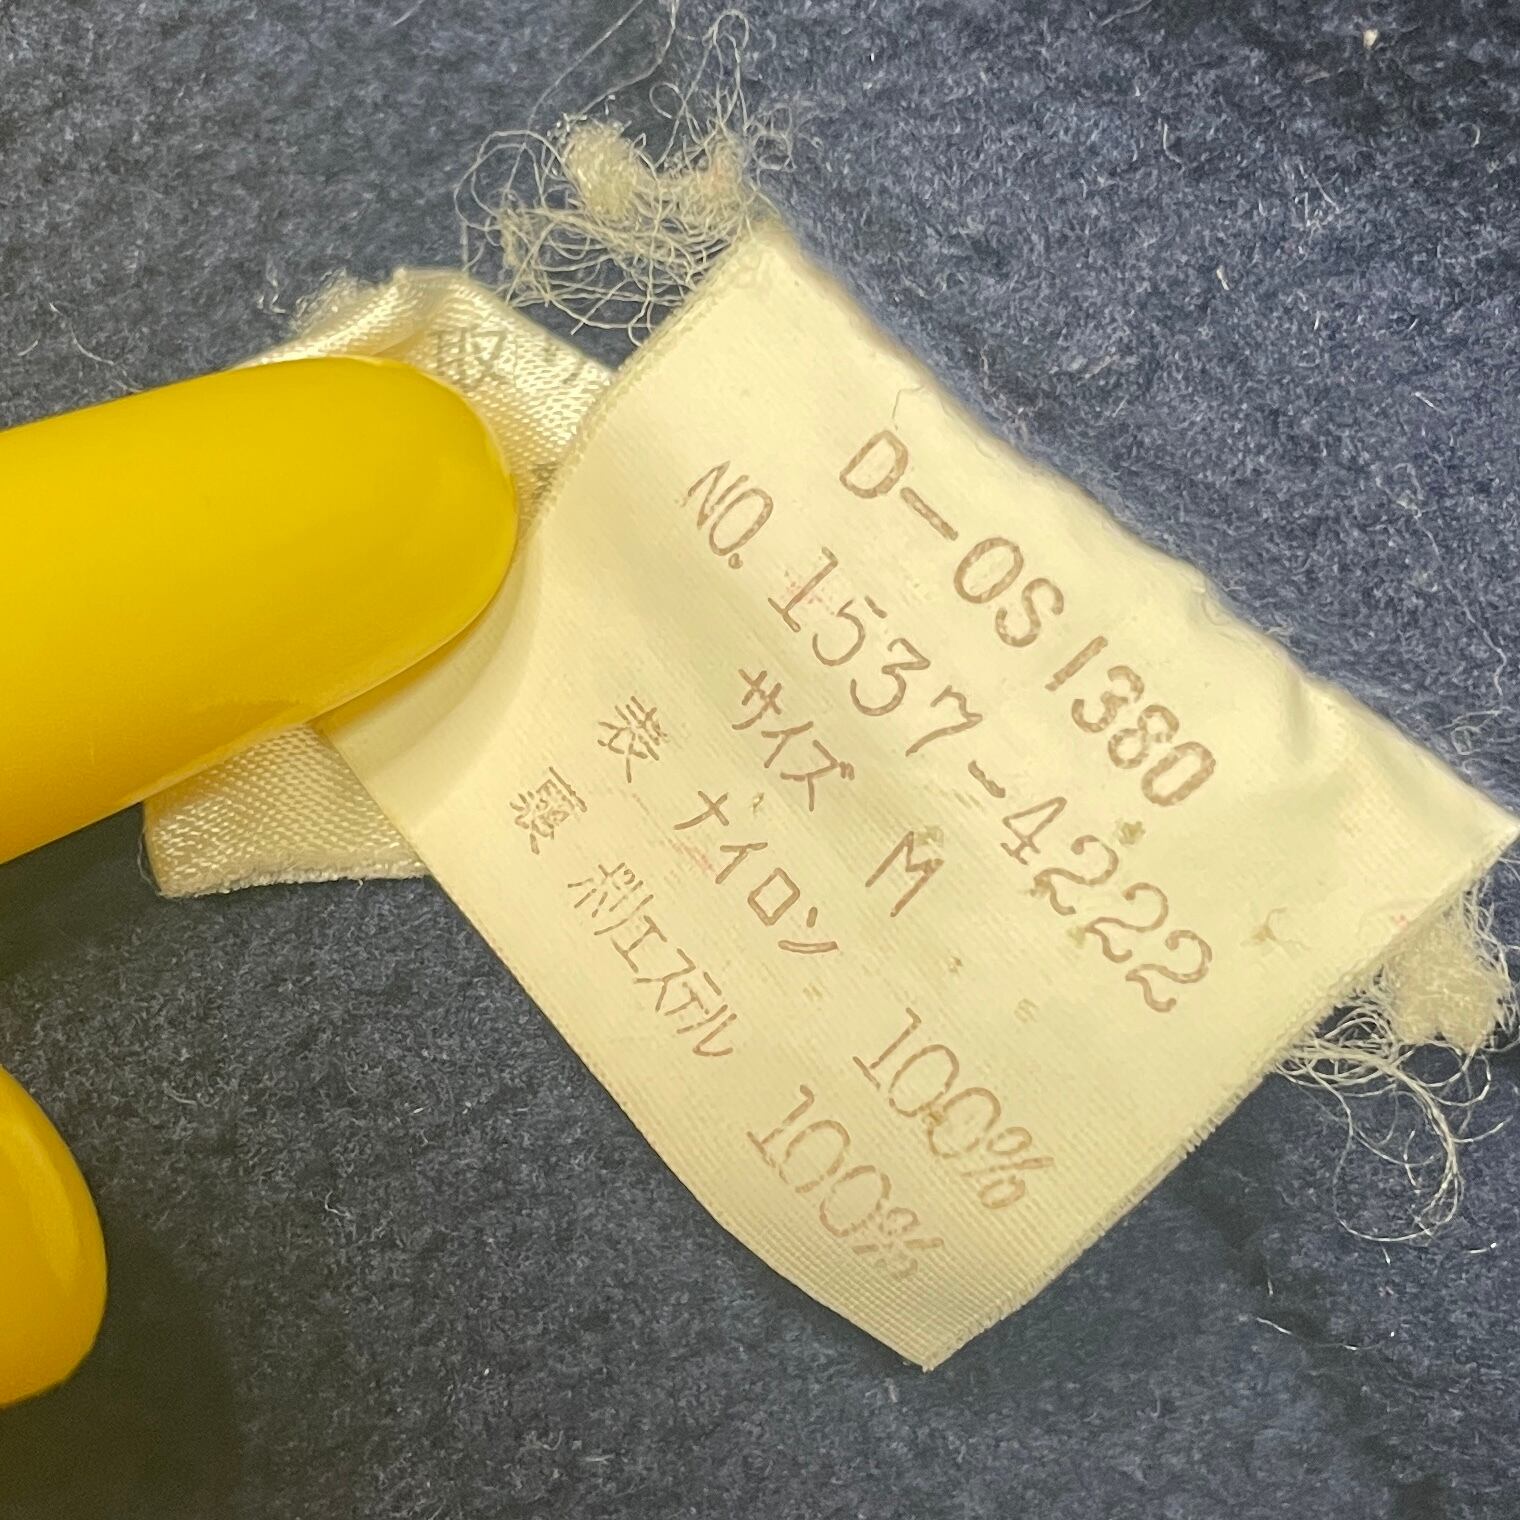 D-OS1380
NO. 1537-4222
サイズ M
表 ナイロン 100%
裏 ポリエステル 100%